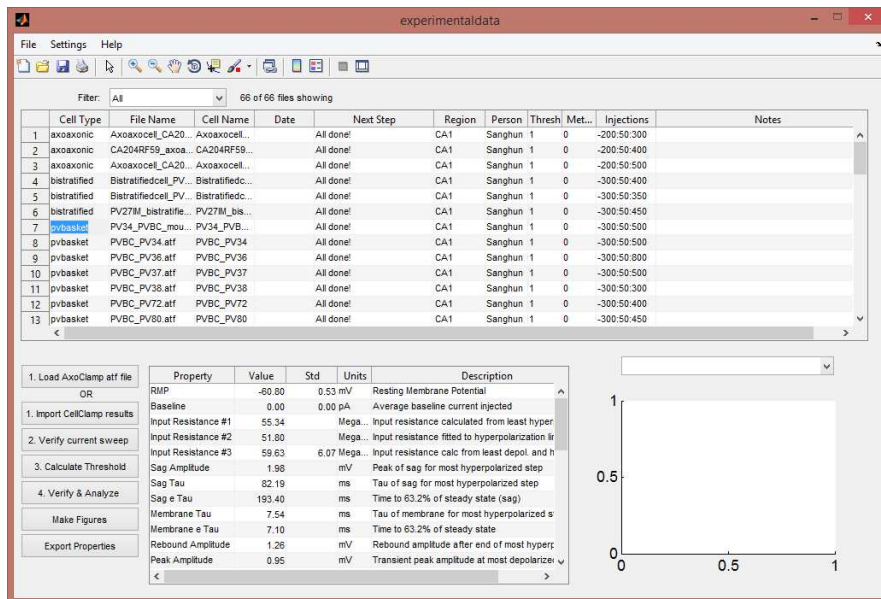 experimentaldata
File Settings Help
Filter: All 66 of 66 files showing
Cell Type File Name Cell Name Date Next Step Region Person Thresh Met... Injections Notes
1 axoaxonic Axoaxocell_CA20... Axoaxocell... All done! CA1 Sanghun 1 0 -200:50:300
2 axoaxonic CA204RF59_axoa... CA204RF59... All done! CA1 Sanghun 1 0 -200:50:400
3 axoaxonic Axoaxocell_CA20... Axoaxocell... All done! CA1 Sanghun 1 0 -200:50:500
4 bistratified Bistratifiedcell_PV... Bistratifiedc... All done! CA1 Sanghun 1 0 -300:50:400
5 bistratified Bistratifiedcell_PV... Bistratifiedc... All done! CA1 Sanghun 1 0 -300:50:350
6 bistratified PV27IM_bistratifie... PV27IM_bis... All done! CA1 Sanghun 1 0 -300:50:450
7 pvbasket PV34_PVBC_mou... PV34_PVB... All done! CA1 Sanghun 1 0 -300:50:500
8 pvbasket PVBC_PV34.atf PVBC_PV34 All done! CA1 Sanghun 1 0 -300:50:500
9 pvbasket PVBC_PV36.atf PVBC_PV36 All done! CA1 Sanghun 1 0 -300:50:800
10 pvbasket PVBC_PV37.atf PVBC_PV37 All done! CA1 Sanghun 1 0 -300:50:500
11 pvbasket PVBC_PV38.atf PVBC_PV38 All done! CA1 Sanghun 1 0 -300:50:300
12 pvbasket PVBC_PV72.atf PVBC_PV72 All done! CA1 Sanghun 1 0 -300:50:400
13 pvbasket PVBC_PV80.atf PVBC_PV80 All done! CA1 Sanghun 1 0 -300:50:450
1. Load AxoClamp atf file
OR
1. Import CellClamp results
2. Verify current sweep
3. Calculate Threshold
4. Verify & Analyze
Make Figures
Export Properties
Property Value Std Units Description
RMP -60.80 0.53 mV Resting Membrane Potential
Baseline 0.00 0.00 pA Average baseline current injected
Input Resistance #1 55.34 Mega... Input resistance calculated from least hyper
Input Resistance #2 51.80 Mega... Input resistance fitted to hyperpolarization lin
Input Resistance #3 59.63 6.07 Mega... Input resistance calc from least depol. and h
Sag Amplitude 1.98 mV Peak of sag for most hyperpolarized step
Sag Tau 82.19 ms Tau of sag for most hyperpolarized step
Sag e Tau 193.40 ms Time to 63.2% of steady state (sag)
Membrane Tau 7.54 ms Tau of membrane for most hyperpolarized s
Membrane e Tau 7.10 ms Time to 63.2% of steady state
Rebound Amplitude 1.26 mV Rebound amplitude after end of most hyperp
Peak Amplitude 0.95 mV Transient peak amplitude at most depolarize
1
0.5
0
0 0.5 1